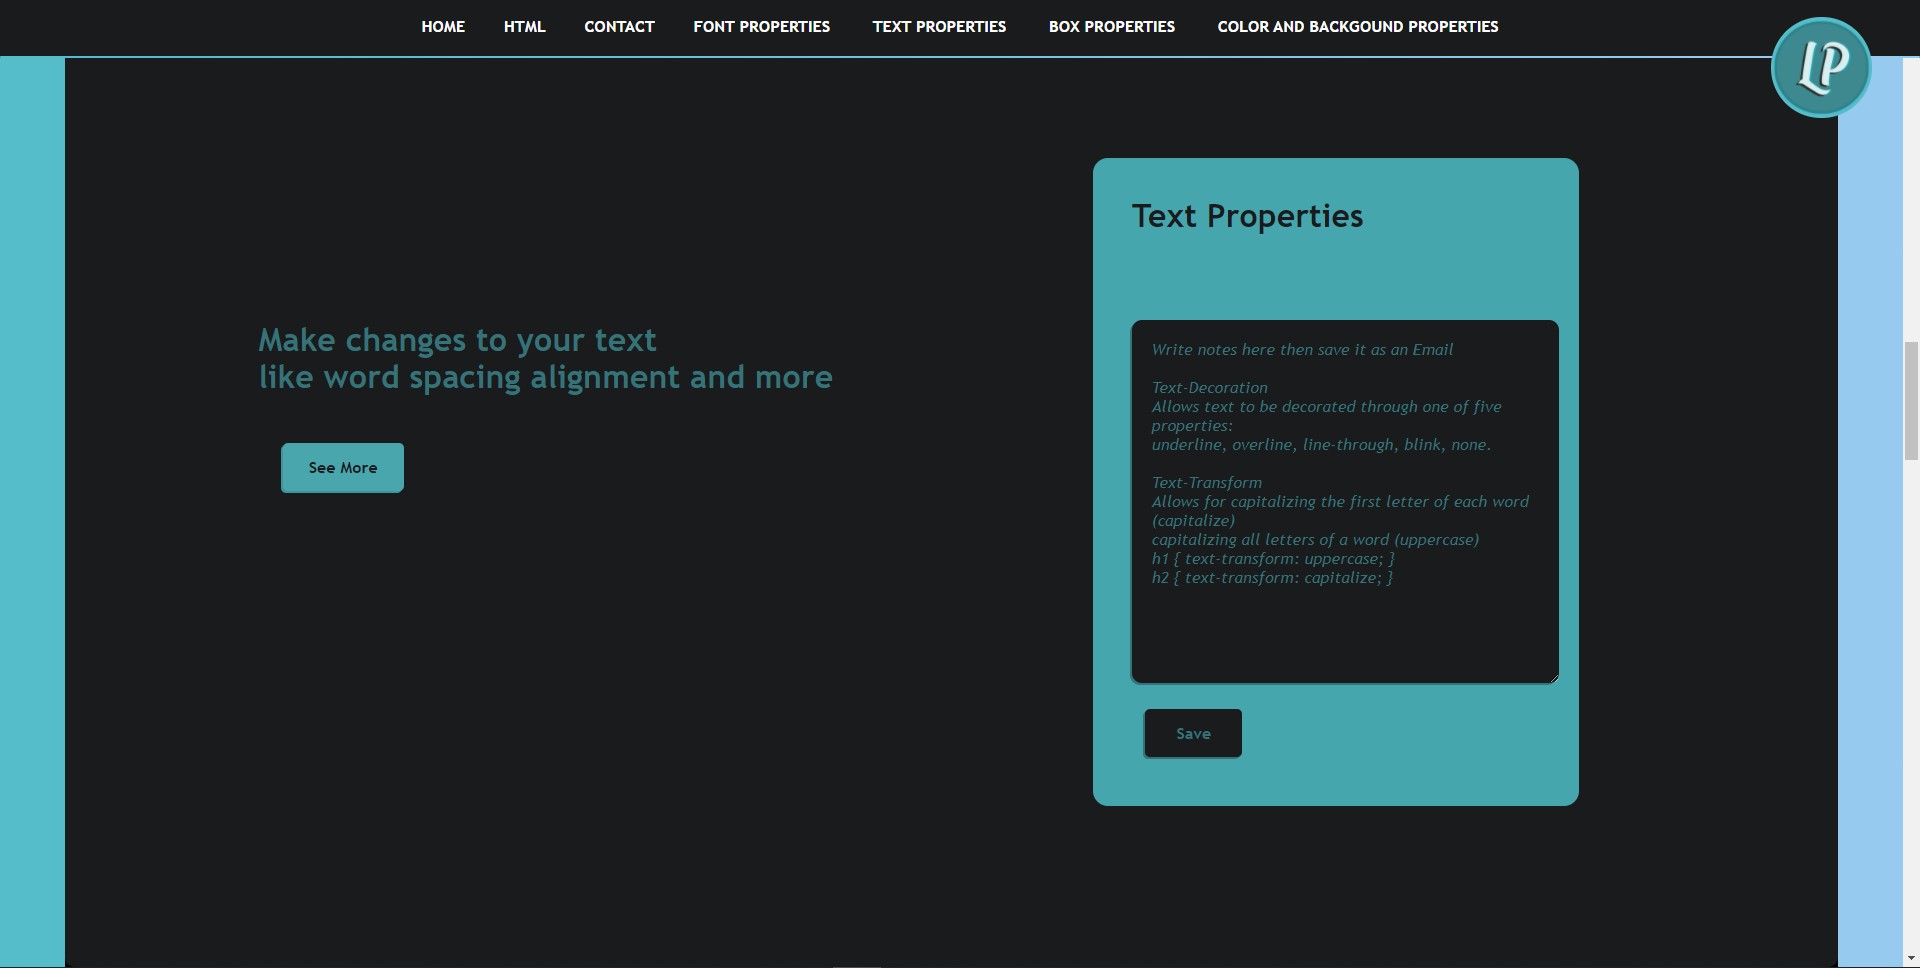 HOME HTML CONTACT FONT PROPERTIES TEXT PROPERTIES BOX PROPERTIES COLOR AND BACKGOUND PROPERTIES
LP
Text Properties
Make changes to your text
like word spacing alignment and more
See More
Write notes here then save it as an Email
Text-Decoration
Allows text to be decorated through one of five
properties:
underline, overline, line-through, blink, none.
Text-Transform
Allows for capitalizing the first letter of each word
(capitalize)
capitalizing all letters of a word (uppercase)
h1 { text-transform: uppercase; }
h2 { text-transform: capitalize; }
Save